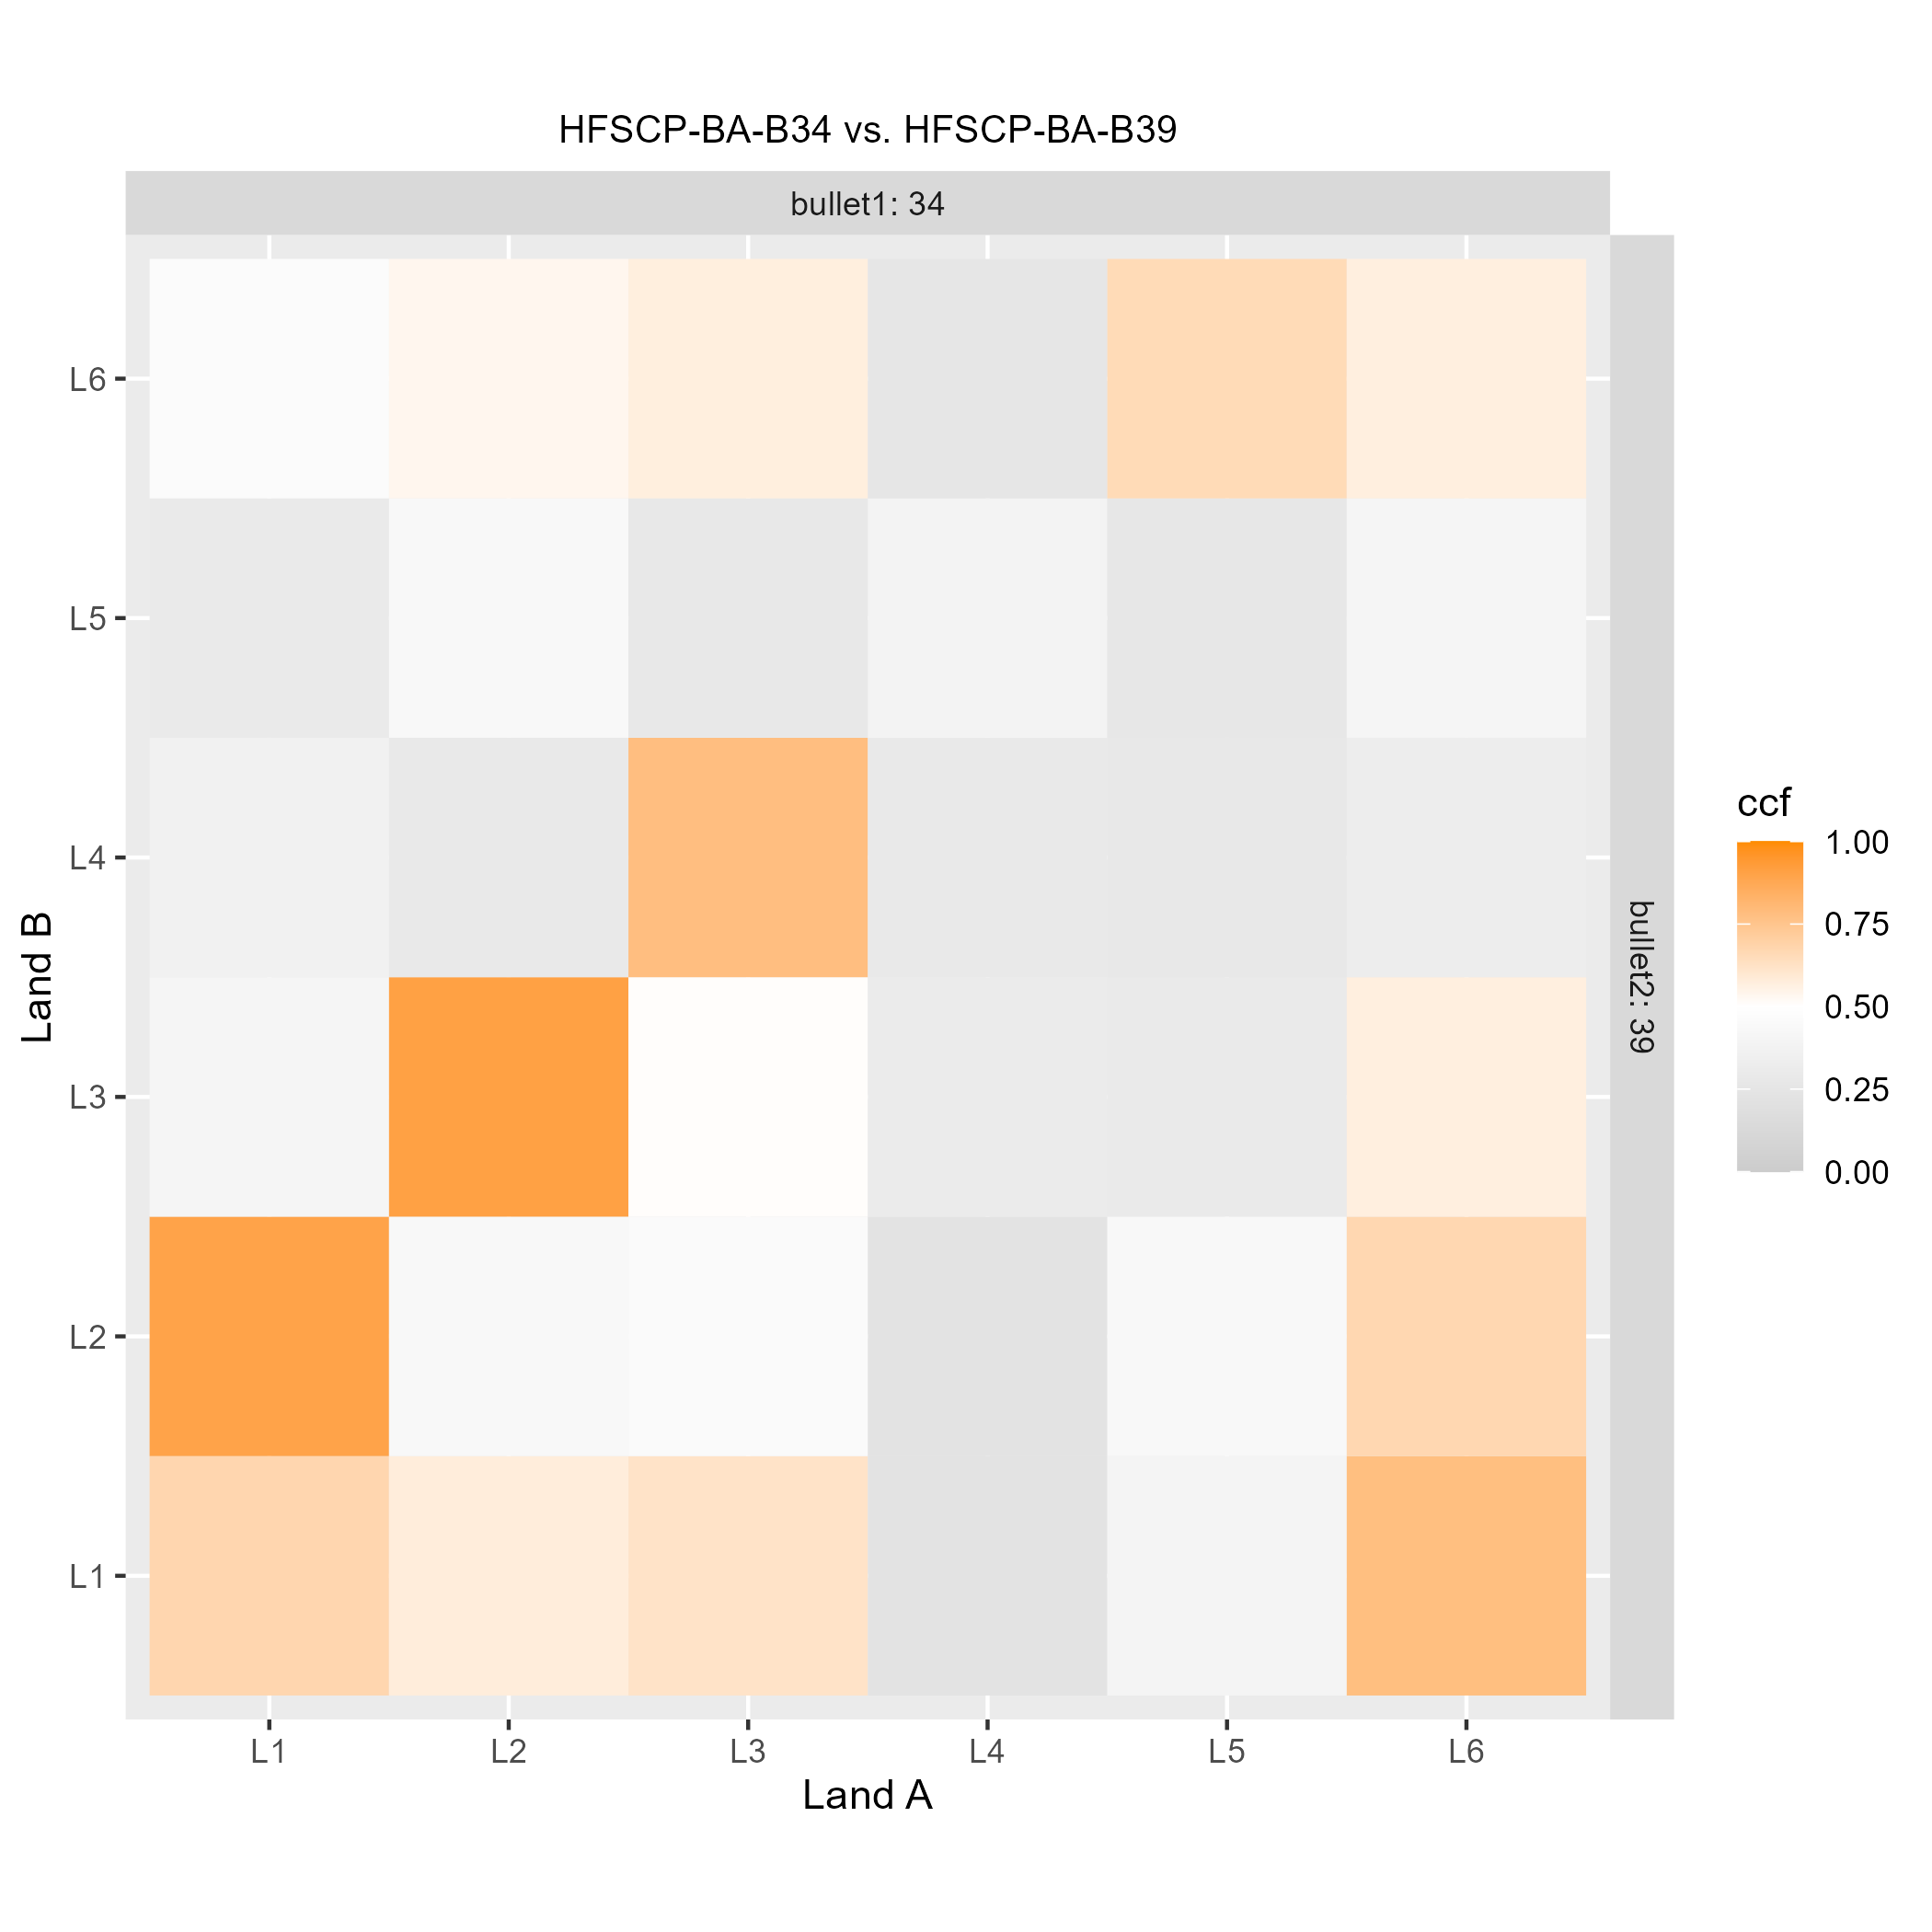 HFSCP-BA-B34 vs. HFSCP-BA-B39
bullet1: 34
L6
L5
L4
L3
L2
L1
Land B
bullet2: 39
ccf
1.00
0.75
0.50
0.25
0.00
L1 L2 L3 L4 L5 L6
Land A